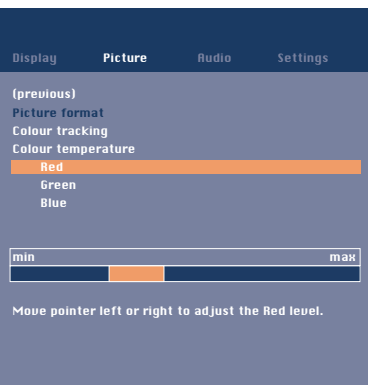 Display Picture Audio Settings
(previous)
Picture format
Colour tracking
Colour temperature
Red
Green
Blue
min max
Move pointer left or right to adjust the Red level.